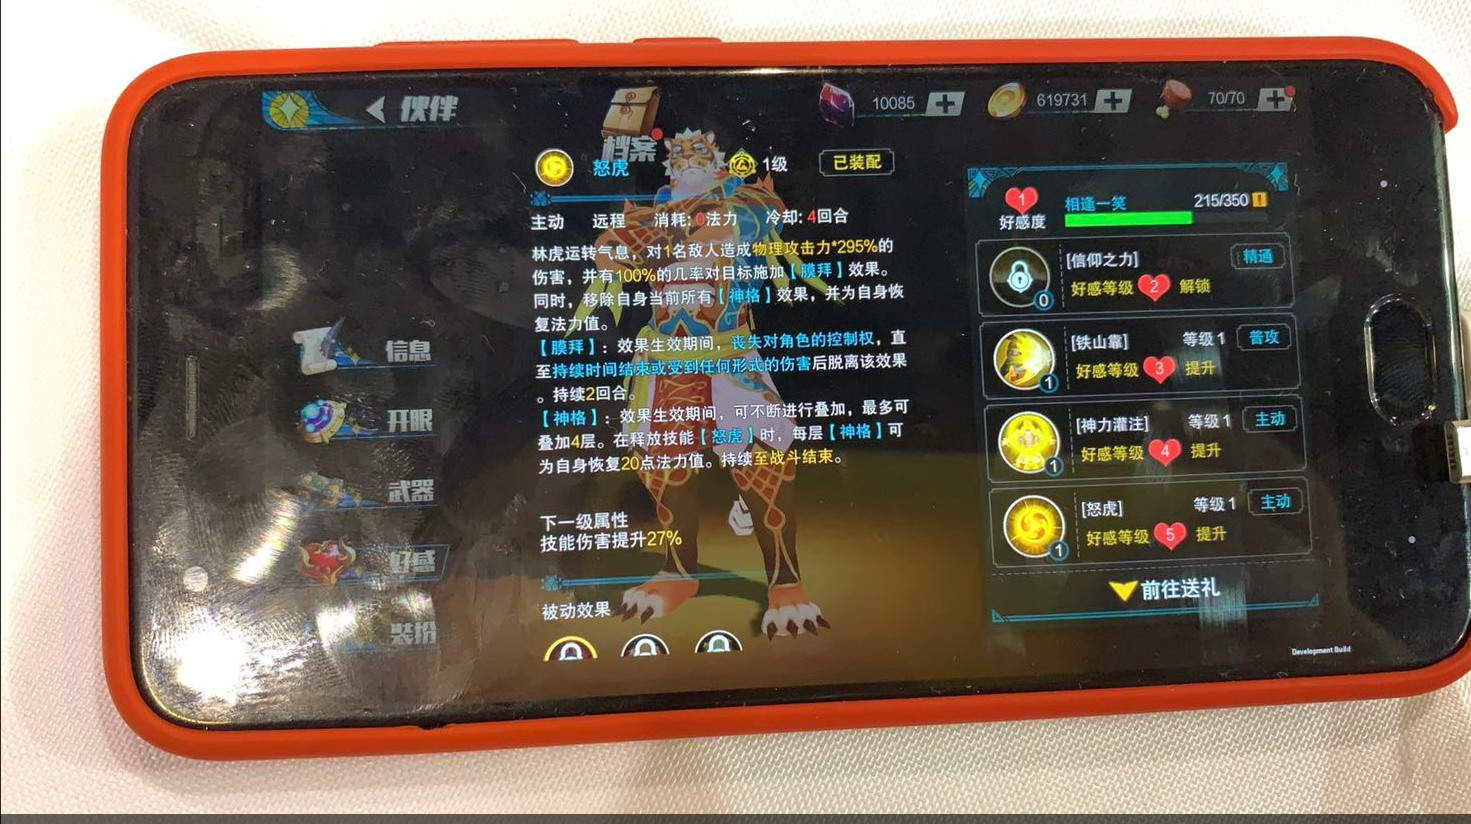 伙伴
10085
619731
70/70
档案
怒虎
1级
已装配
主动 远程 消耗:0法力 冷却:4回合
林虎运转气息，对1名敌人造成物理攻击力*295%的
伤害，并有100%的几率对目标施加【膜拜】效果。
同时，移除自身当前所有【神格】效果，并为自身恢
复法力值。
【膜拜】：效果生效期间，丧失对角色的控制权，直
至持续时间结束或受到任何形式的伤害后脱离该效果
。持续2回合。
【神格】：效果生效期间，可不断进行叠加，最多可
叠加4层。在释放技能【怒虎】时，每层【神格】可
为自身恢复20点法力值。持续至战斗结束。
下一级属性
技能伤害提升27%
被动效果
信息
开眼
武器
好感
装扮
1
好感度
相逢一笑
215/350
[信仰之力]
精通
0
好感等级 2 解锁
[铁山靠] 等级1
普攻
1
好感等级 3 提升
[神力灌注] 等级1
主动
1
好感等级 4 提升
[怒虎] 等级1
主动
1
好感等级 5 提升
前往送礼
Development Build